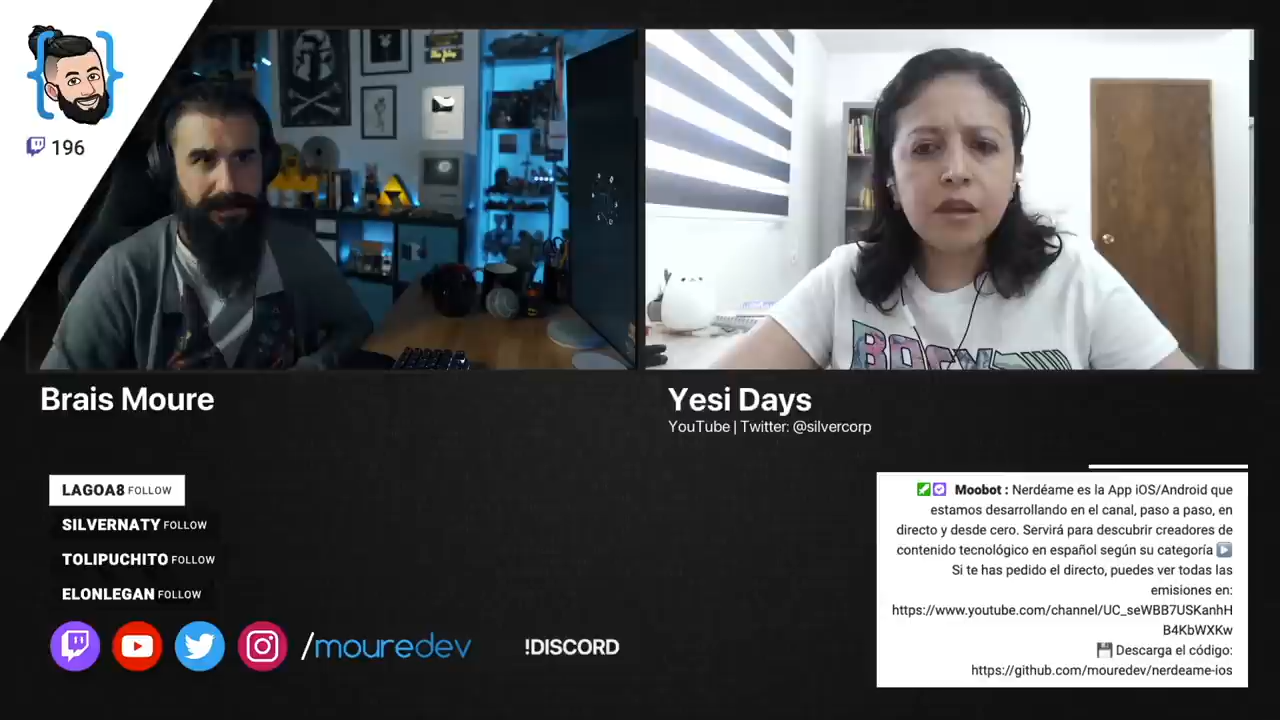 196
Brais Moure
Yesi Days
YouTube | Twitter: @silvercorp
LAGOA8 FOLLOW
SILVERNATY FOLLOW
TOLIPUCHITO FOLLOW
ELONLEGAN FOLLOW
/mouredev
!DISCORD
Moobot : Nerdéame es la App iOS/Android que
estamos desarrollando en el canal, paso a paso, en
directo y desde cero. Servirá para descubrir creadores de
contenido tecnológico en español según su categoría
Si te has pedido el directo, puedes ver todas las
emisiones en:
https://www.youtube.com/channel/UC_seWBB7USKanhH
B4KbWXKw
Descarga el código:
https://github.com/mouredev/nerdeame-ios